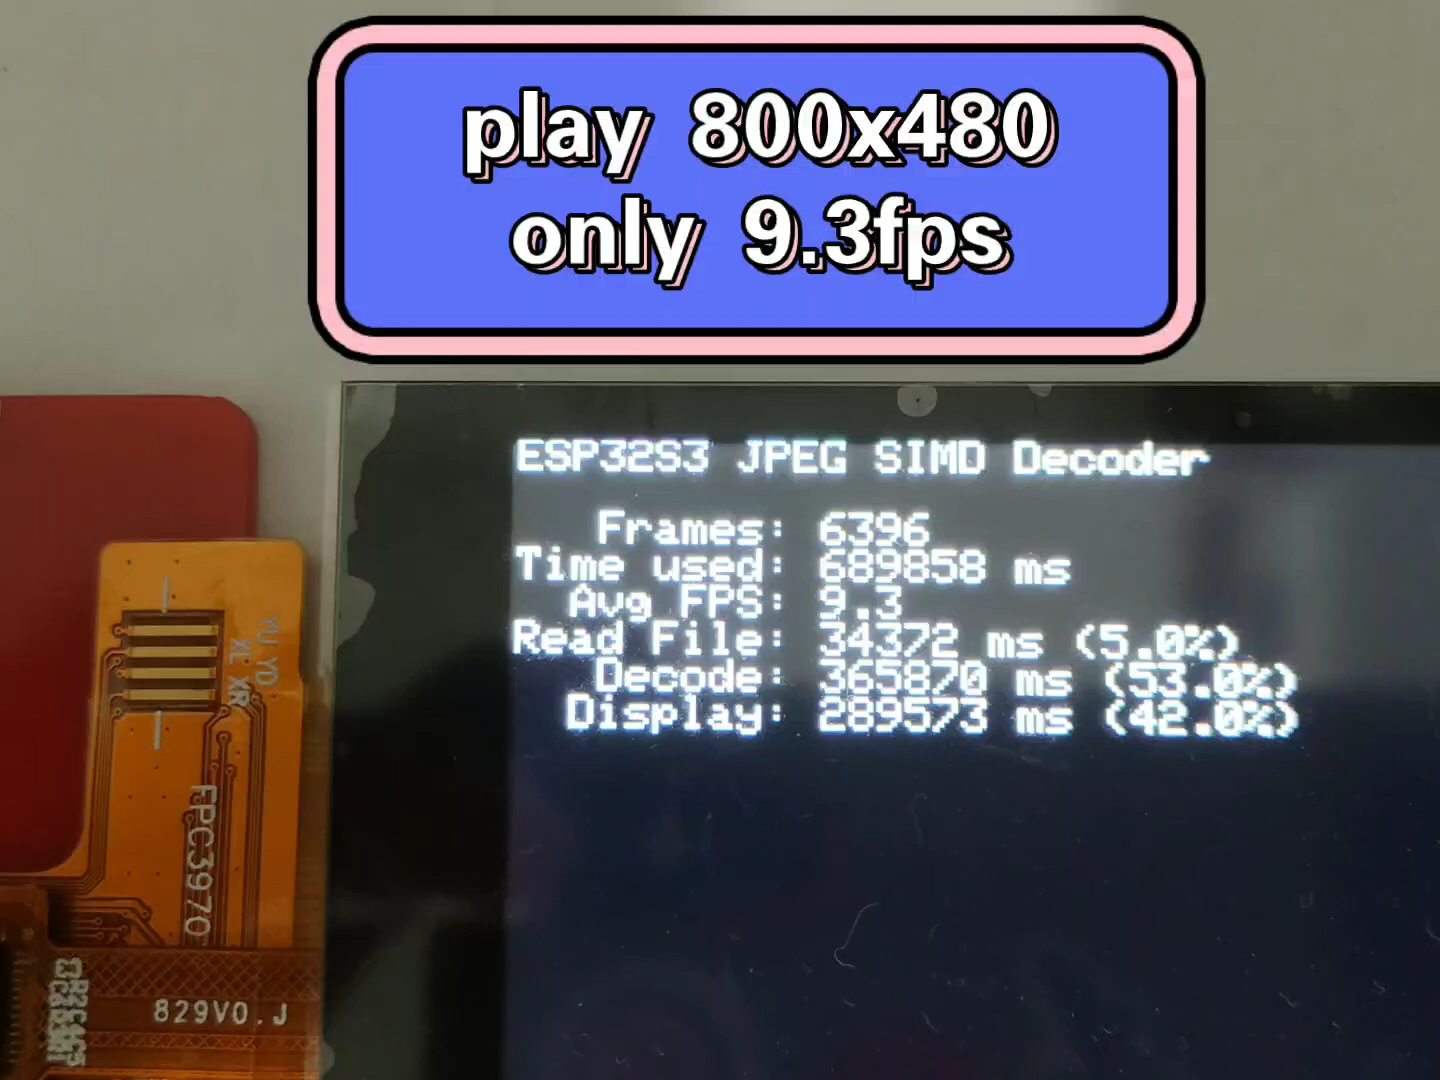 play 800x480
only 9.3fps
ESP32S3 JPEG SIMD Decoder
Frames: 6396
Time used: 689858 ms
Avg FPS: 9.3
Read File: 34372 ms (5.0%)
Decode: 365870 ms (53.0%)
Display: 289573 ms (42.0%)
YU YD
XL XR
FPC3970
829V0.J